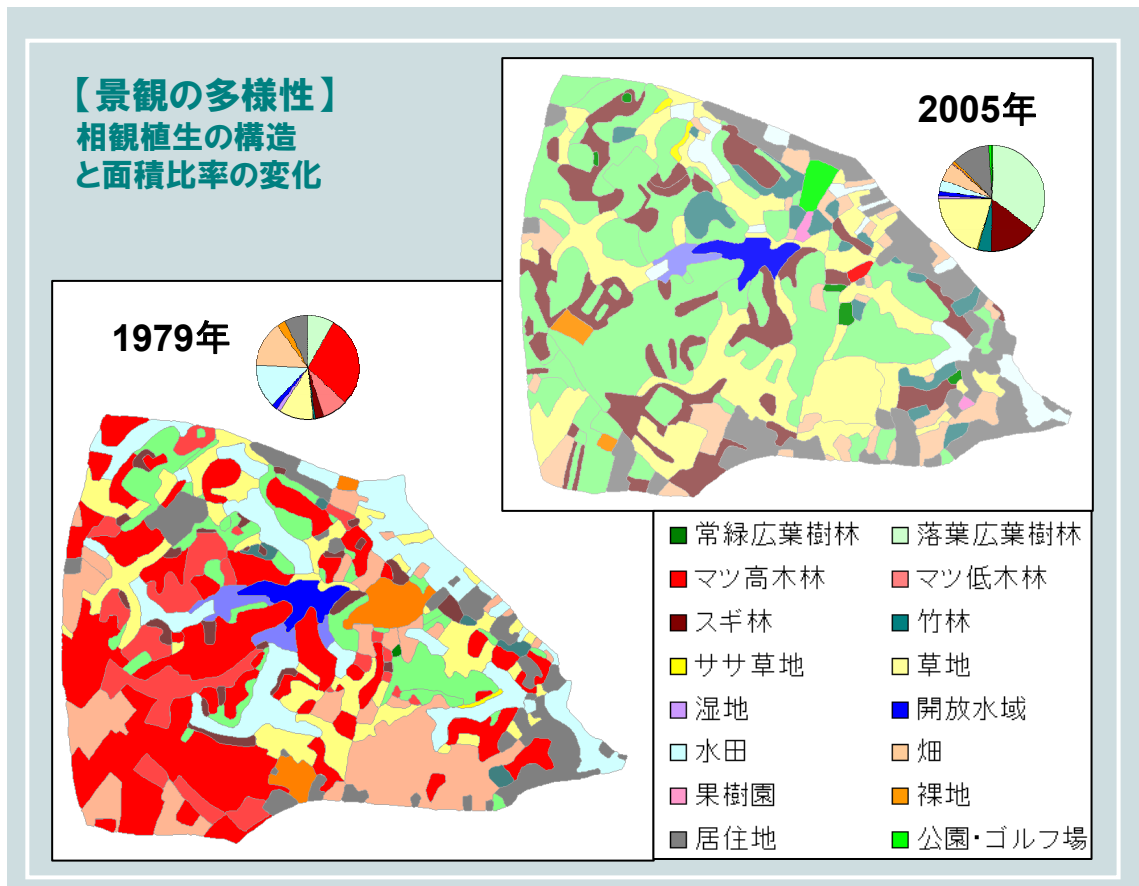 【景観の多様性】
相観植生の構造
と面積比率の変化
2005年
1979年
常緑広葉樹林
落葉広葉樹林
マツ高木林
マツ低木林
スギ林
竹林
ササ草地
草地
湿地
開放水域
水田
畑
果樹園
裸地
居住地
公園・ゴルフ場